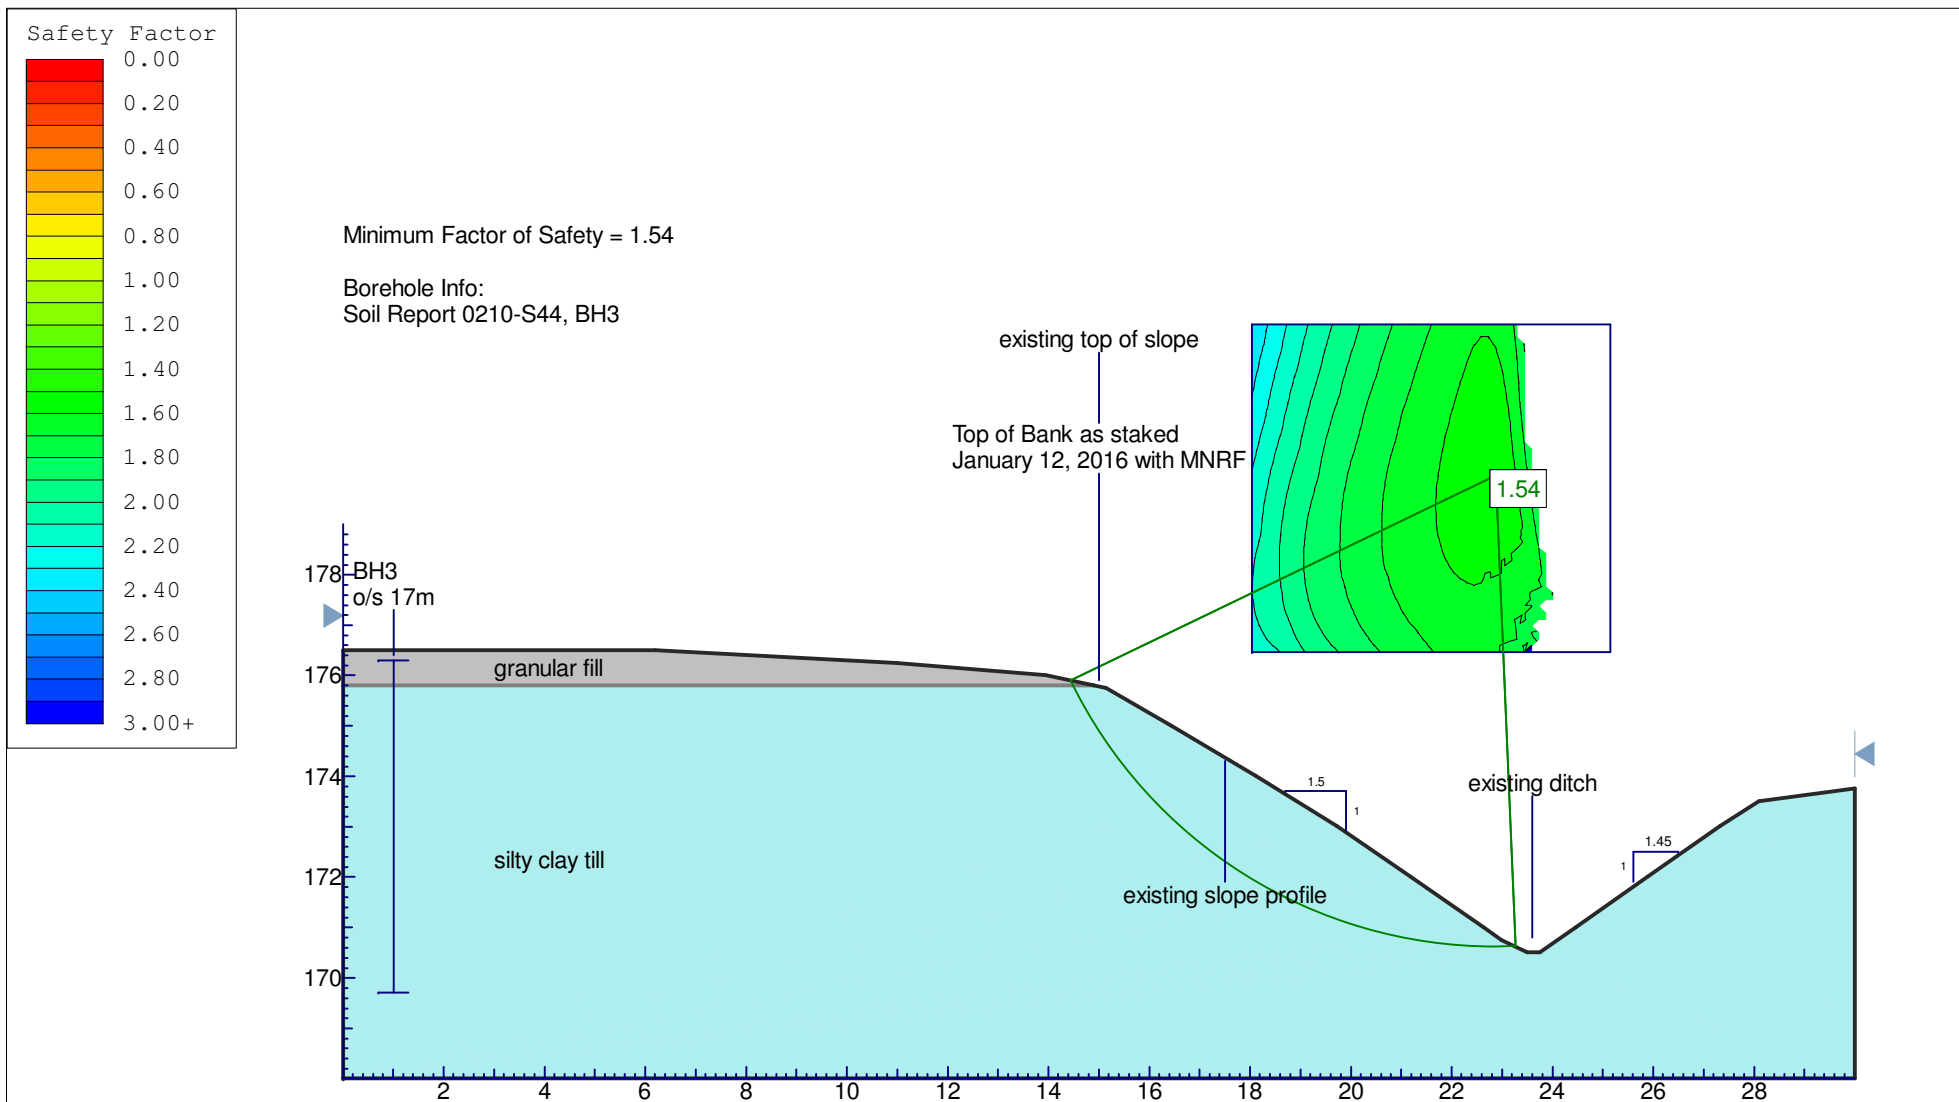 Safety Factor
0.00
0.20
0.40
0.60
0.80
1.00
1.20
1.40
1.60
1.80
2.00
2.20
2.40
2.60
2.80
3.00+
Minimum Factor of Safety = 1.54
Borehole Info:
Soil Report 0210-S44, BH3
existing top of slope
Top of Bank as staked
January 12, 2016 with MNRF
1.54
178
176
174
172
170
BH3
o/s 17m
granular fill
silty clay till
existing slope profile
1.5
1
existing ditch
1.45
1
2 4 6 8 10 12 14 16 18 20 22 24 26 28